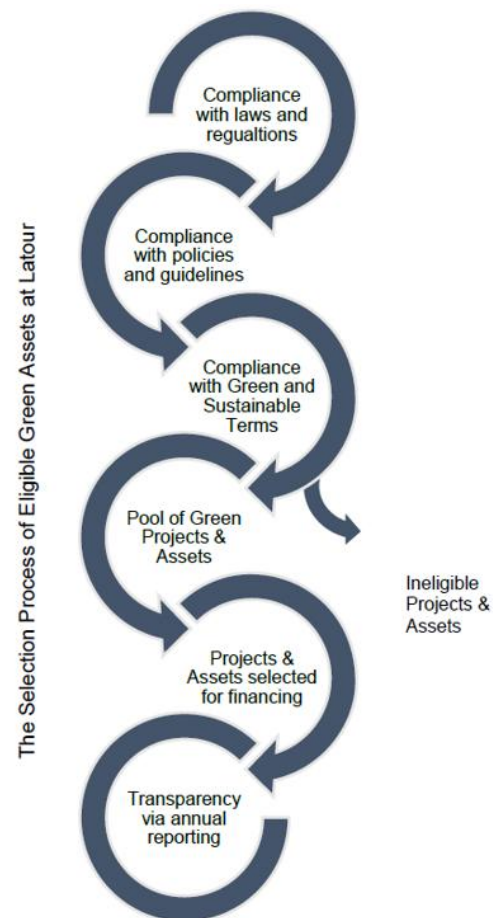 The Selection Process of Eligible Green Assets at Latour
Compliance
with laws and
regualtions
Compliance
with policies
and guidelines
Compliance
with Green and
Sustainable
Terms
Pool of Green
Projects &
Assets
Ineligible
Projects &
Assets
Projects &
Assets selected
for financing
Transparency
via annual
reporting